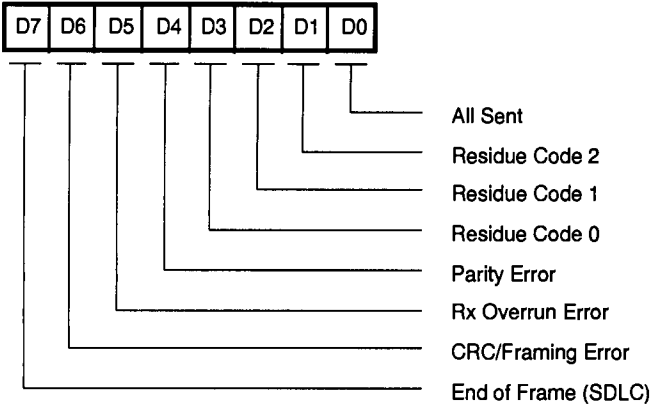 D7 D6 D5 D4 D3 D2 D1 D0
All Sent
Residue Code 2
Residue Code 1
Residue Code 0
Parity Error
Rx Overrun Error
CRC/Framing Error
End of Frame (SDLC)